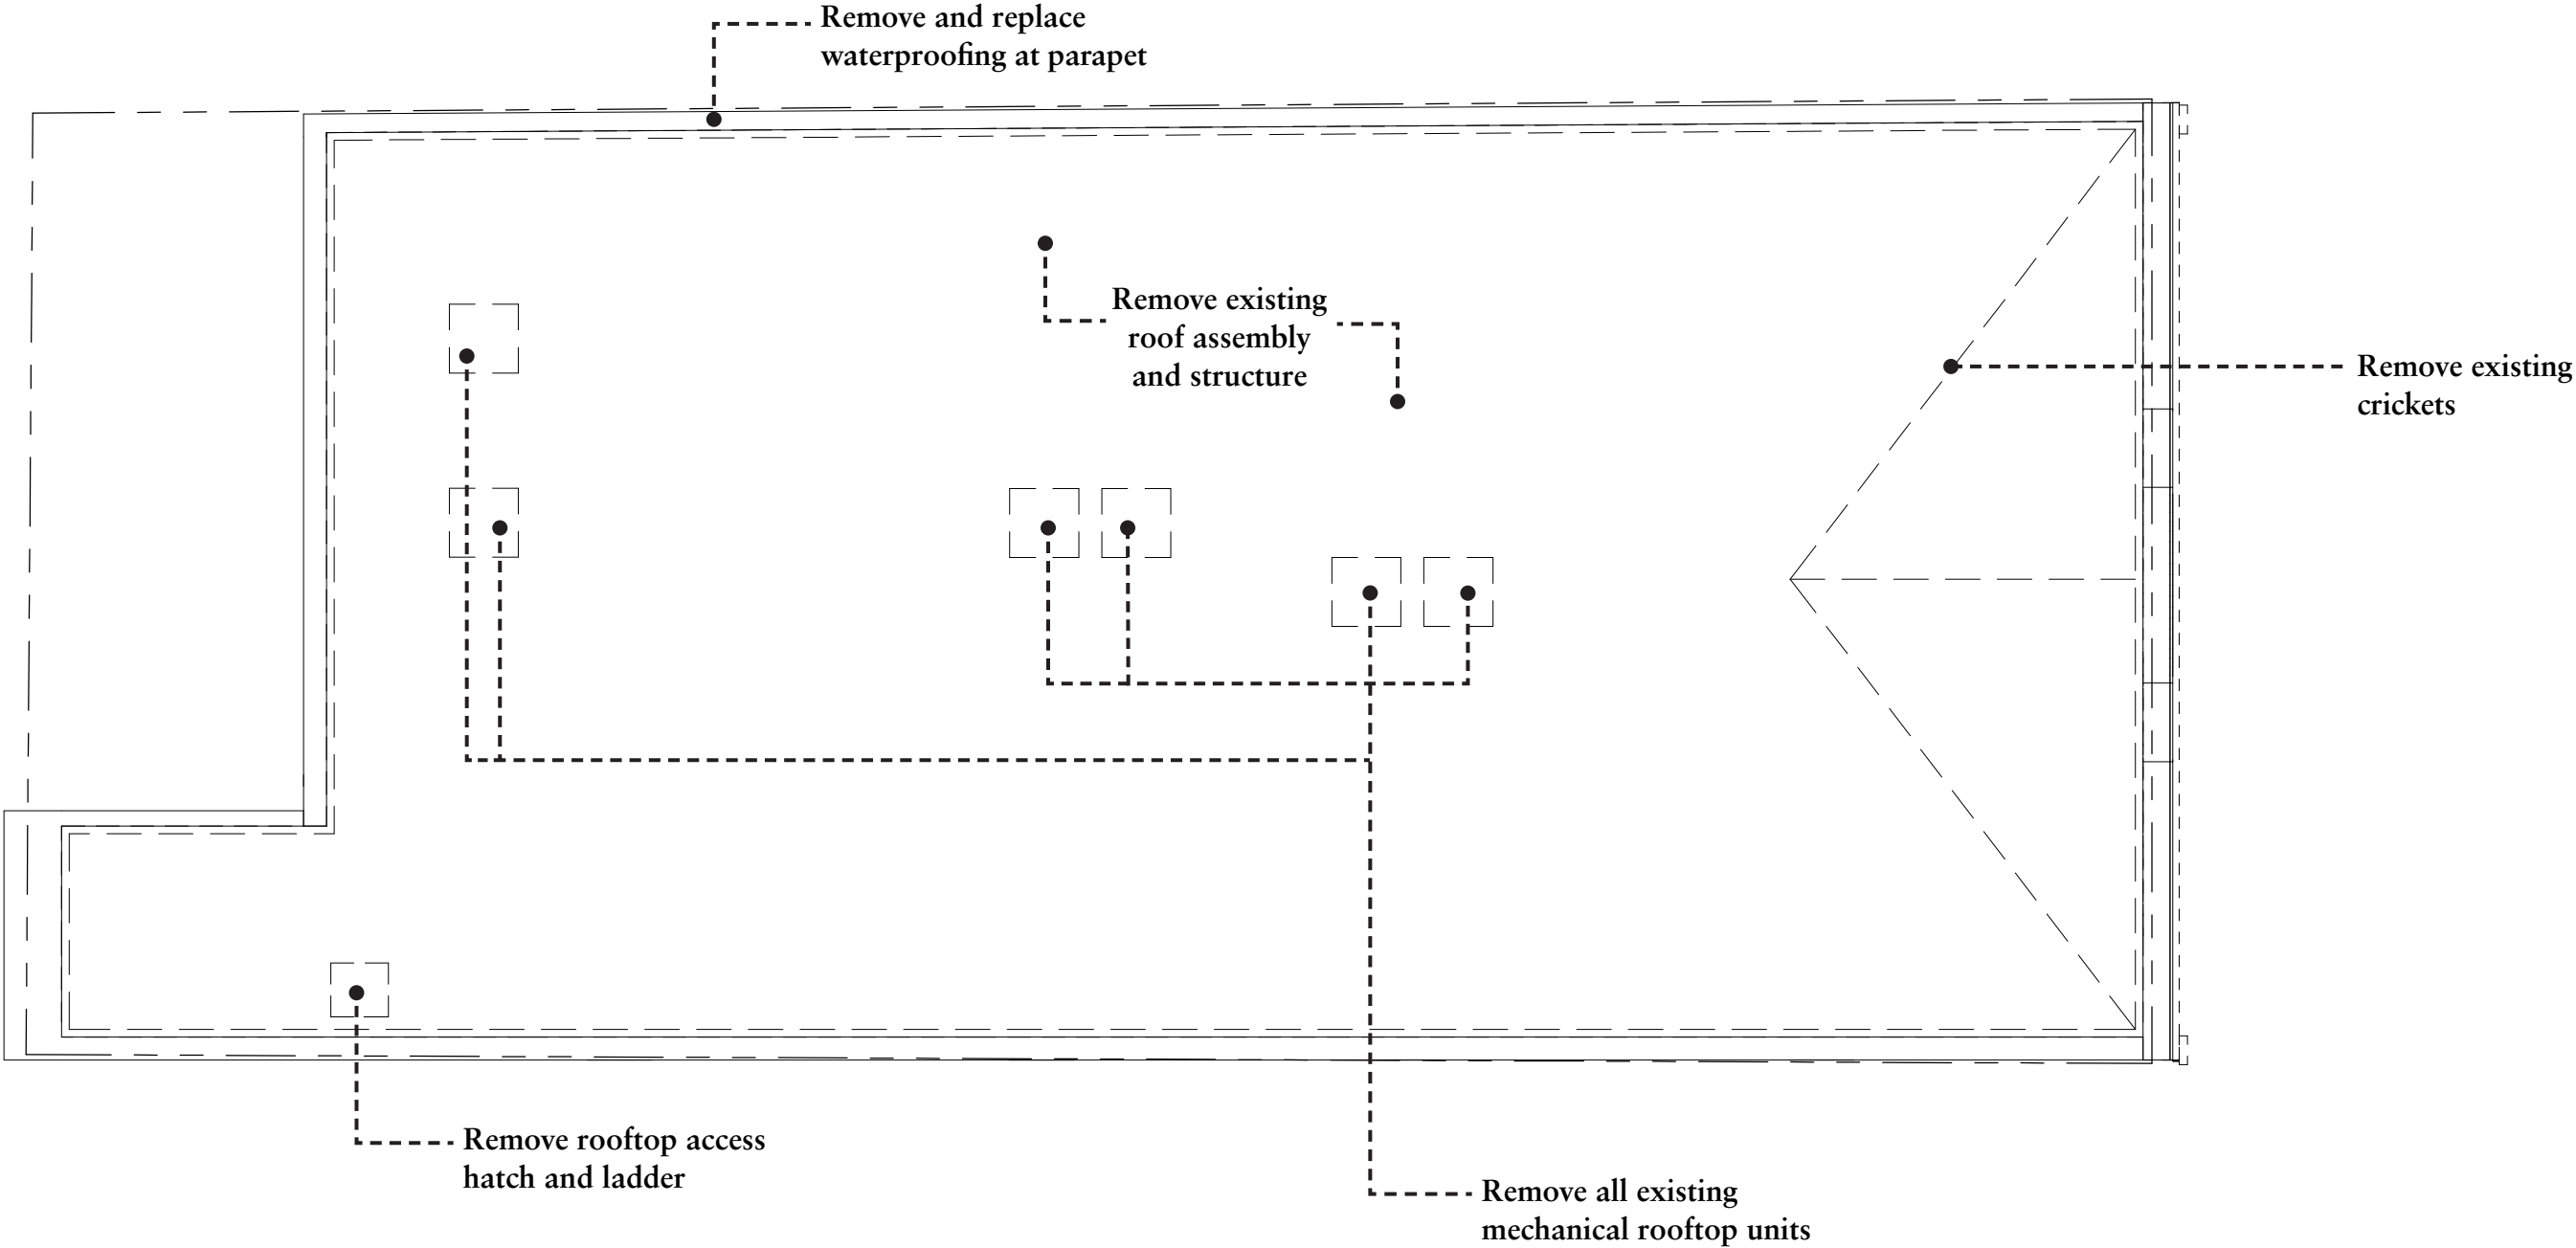 Remove and replace
waterproofing at parapet
Remove existing
roof assembly
and structure
Remove existing
crickets
Remove rooftop access
hatch and ladder
Remove all existing
mechanical rooftop units